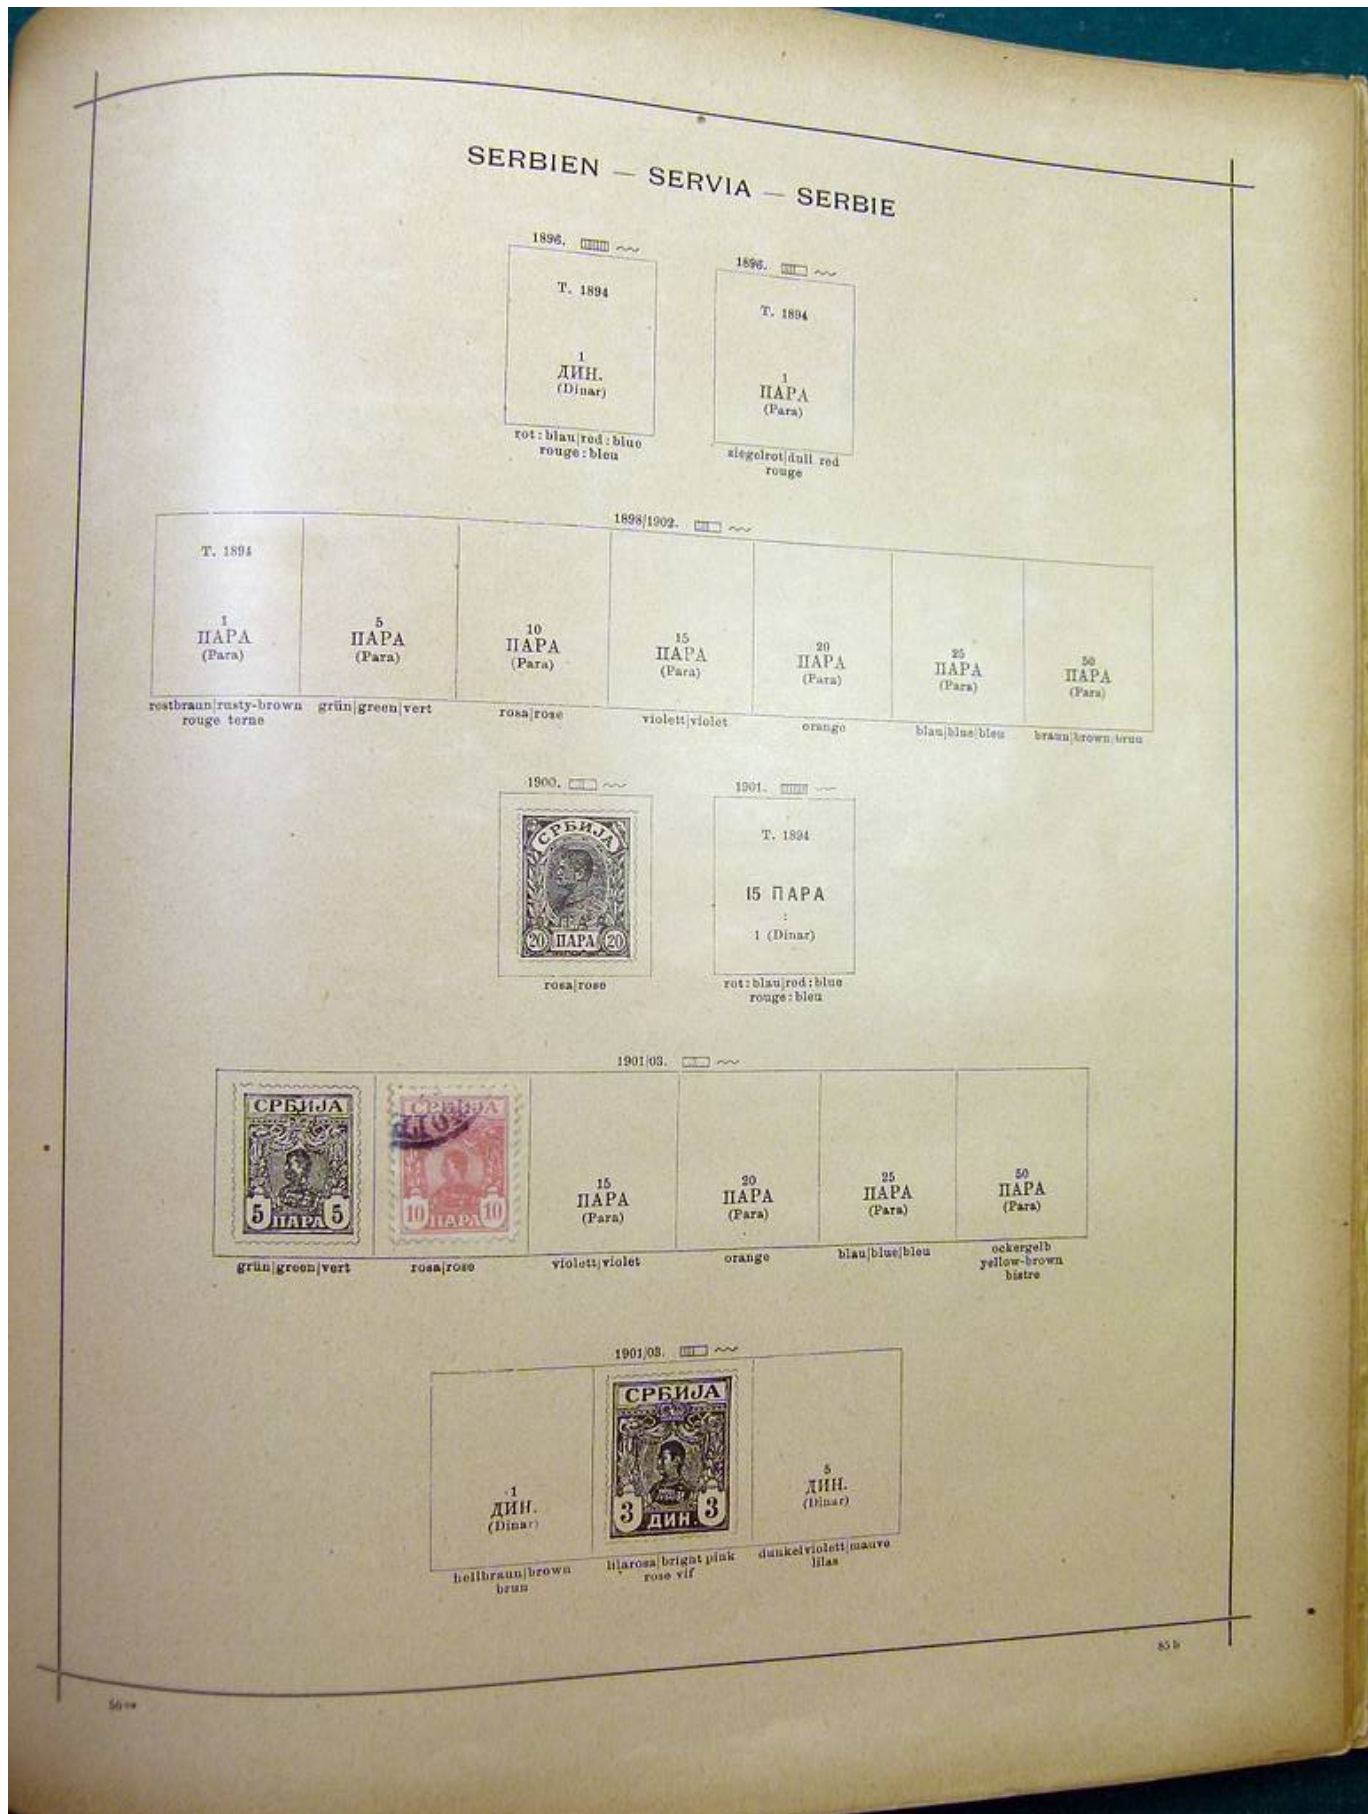 SERBIEN — SERVIA — SERBIE
1896.
T. 1894
1
ДИН.
(Dinar)
rot : blau|red : blue
rouge : bleu
1896.
T. 1894
1
ПАРА
(Para)
ziegelrot|dull red
rouge
1898/1902.
T. 1894
1
ПАРА
(Para)
rostbraun|rusty-brown
rouge terne
5
ПАРА
(Para)
grün|green|vert
10
ПАРА
(Para)
rosa|rose
15
ПАРА
(Para)
violett|violet
20
ПАРА
(Para)
orange
25
ПАРА
(Para)
blau|blue|bleu
50
ПАРА
(Para)
braun|brown|brun
1900.
СРБИЈА
20 ПАРА 20
rosa|rose
1901.
T. 1894
15 ПАРА
:
1 (Dinar)
rot : blau|red : blue
rouge : bleu
1901/03.
СРБИЈА
5 ПАРА 5
grün|green|vert
СРБИЈА
10 ПАРА 10
rosa|rose
15
ПАРА
(Para)
violett|violet
20
ПАРА
(Para)
orange
25
ПАРА
(Para)
blau|blue|bleu
50
ПАРА
(Para)
ockergelb
yellow-brown
bistre
1901/03.
1
ДИН.
(Dinar)
hellbraun|brown
brun
СРБИЈА
3 ДИН. 3
lilarosa|bright pink
rose vif
5
ДИН.
(Dinar)
dunkelviolett|mauve
lilas
85 b